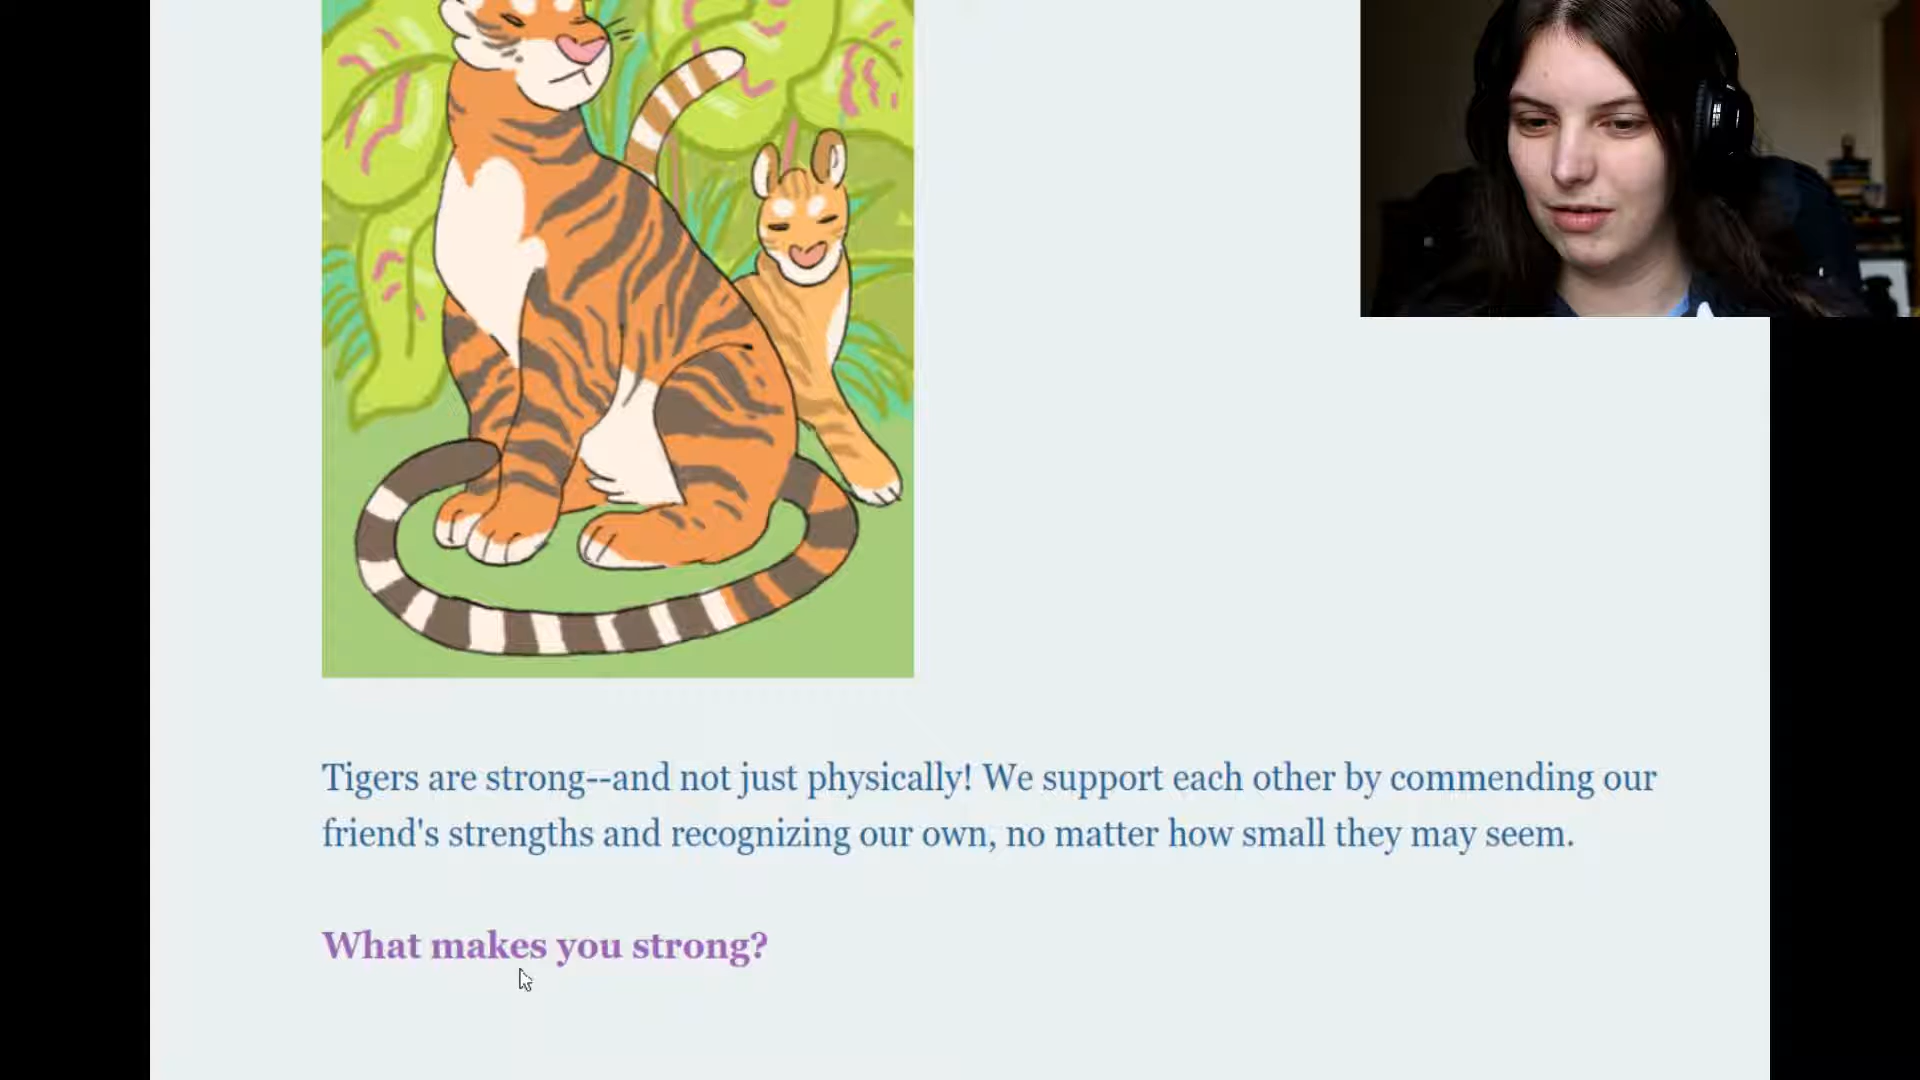 Tigers are strong--and not just physically! We support each other by commending our
friend's strengths and recognizing our own, no matter how small they may seem.
What makes you strong?